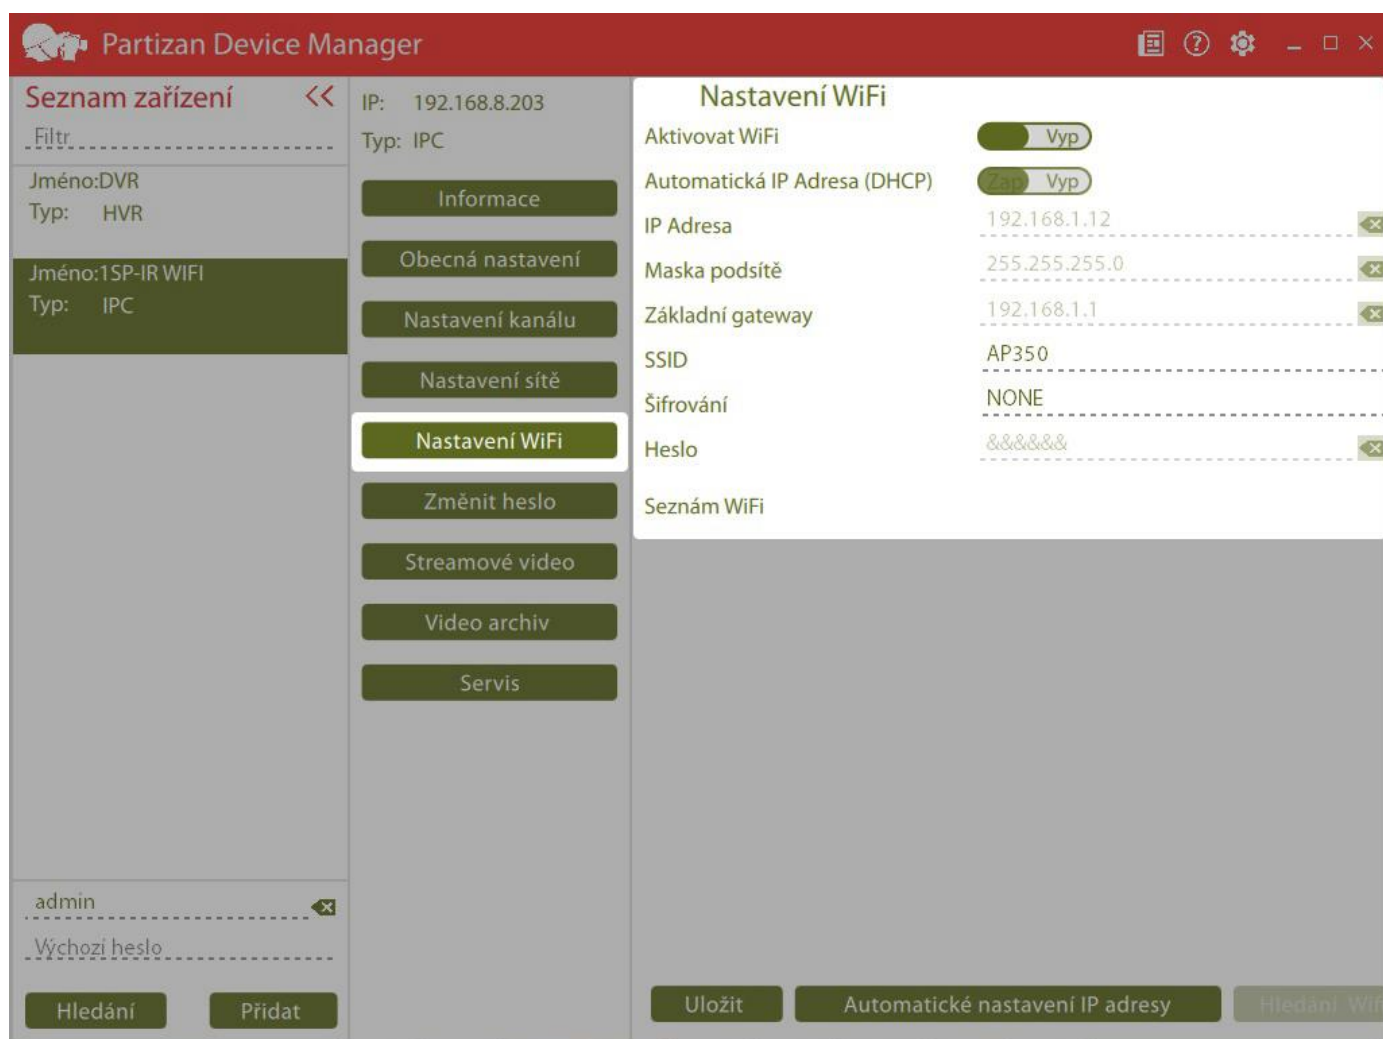 Partizan Device Manager
Seznam zařízení <<
Filtr
Jméno:DVR
Typ: HVR
Jméno:1SP-IR WIFI
Typ: IPC
admin
Výchozí heslo
Hledání Přidat
IP: 192.168.8.203
Typ: IPC
Informace
Obecná nastavení
Nastavení kanálu
Nastavení sítě
Nastavení WiFi
Změnit heslo
Streamové video
Video archiv
Servis
Nastavení WiFi
Aktivovat WiFi Vyp
Automatická IP Adresa (DHCP) Zap Vyp
IP Adresa 192.168.1.12
Maska podsítě 255.255.255.0
Základní gateway 192.168.1.1
SSID AP350
Šifrování NONE
Heslo &&&&&&
Seznám WiFi
Uložit Automatické nastavení IP adresy Hledání Wifi